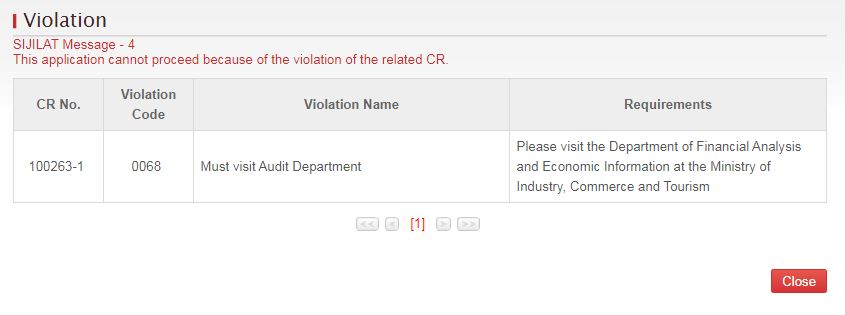 Violation
SIJILAT Message - 4
This application cannot proceed because of the violation of the related CR.
CR No.
Violation
Code
Violation Name
Requirements
100263-1
0068
Must visit Audit Department
Please visit the Department of Financial Analysis
and Economic Information at the Ministry of
Industry, Commerce and Tourism
<< < [1] > >>
Close